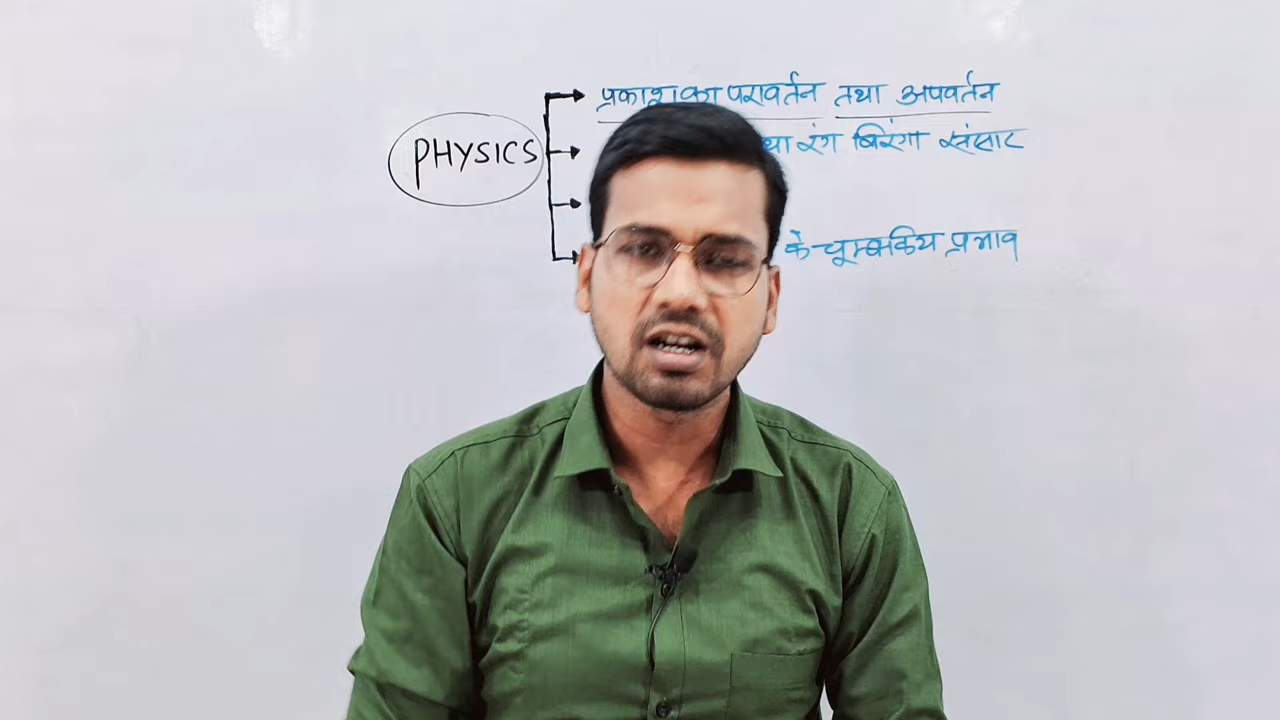 PHYSICS
प्रकाश का परावर्तन तथा अपवर्तन
रंग बिरंगा संसार
के चूम्बकिय प्रभाव